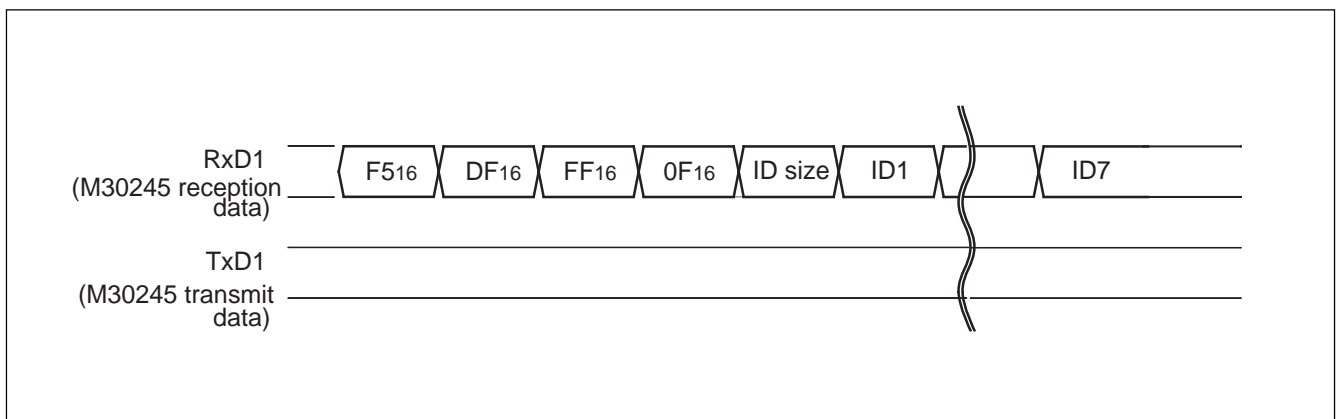 RxD1
(M30245 reception
data)
F516 DF16 FF16 0F16 ID size ID1 ID7
TxD1
(M30245 transmit
data)